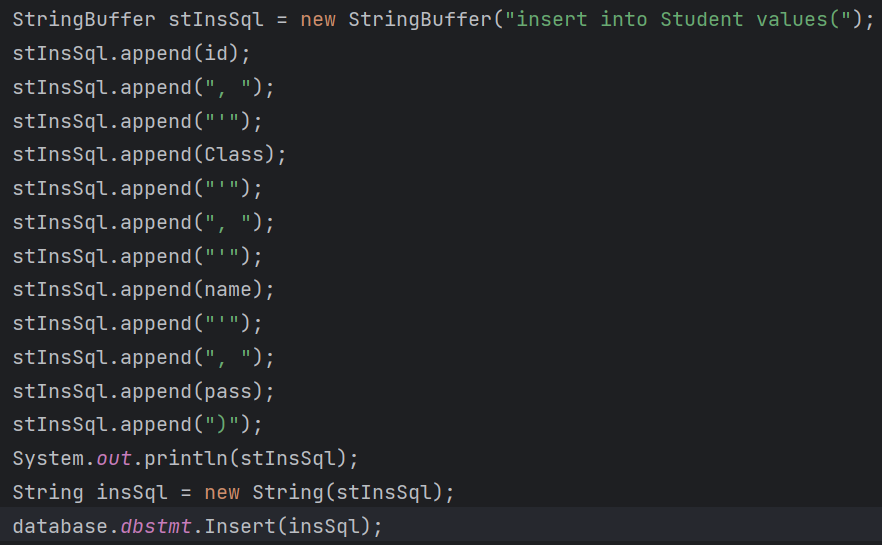 StringBuffer stInsSql = new StringBuffer("insert into Student values(");
stInsSql.append(id);
stInsSql.append(", ");
stInsSql.append("'");
stInsSql.append(Class);
stInsSql.append("'");
stInsSql.append(", ");
stInsSql.append("'");
stInsSql.append(name);
stInsSql.append("'");
stInsSql.append(", ");
stInsSql.append(pass);
stInsSql.append(")");
System.out.println(stInsSql);
String insSql = new String(stInsSql);
database.dbstmt.Insert(insSql);